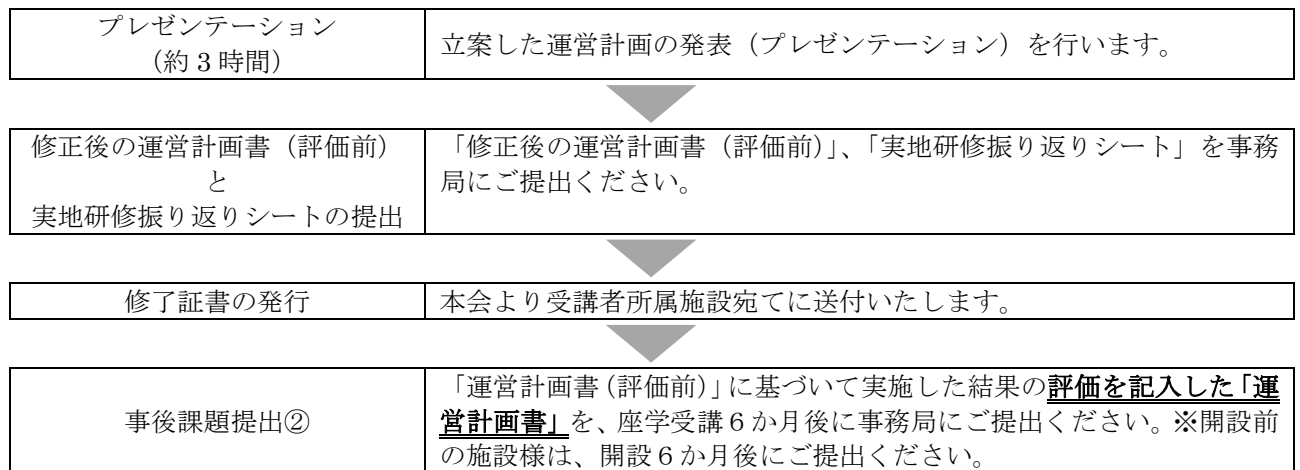 プレゼンテーション
（約３時間）
立案した運営計画の発表（プレゼンテーション）を行います。
修正後の運営計画書（評価前）
と
実地研修振り返りシートの提出
「修正後の運営計画書（評価前）」、「実地研修振り返りシート」を事務
局にご提出ください。
修了証書の発行
本会より受講者所属施設宛てに送付いたします。
事後課題提出②
「運営計画書（評価前）」に基づいて実施した結果の評価を記入した「運
営計画書」を、座学受講６か月後に事務局にご提出ください。※開設前
の施設様は、開設６か月後にご提出ください。